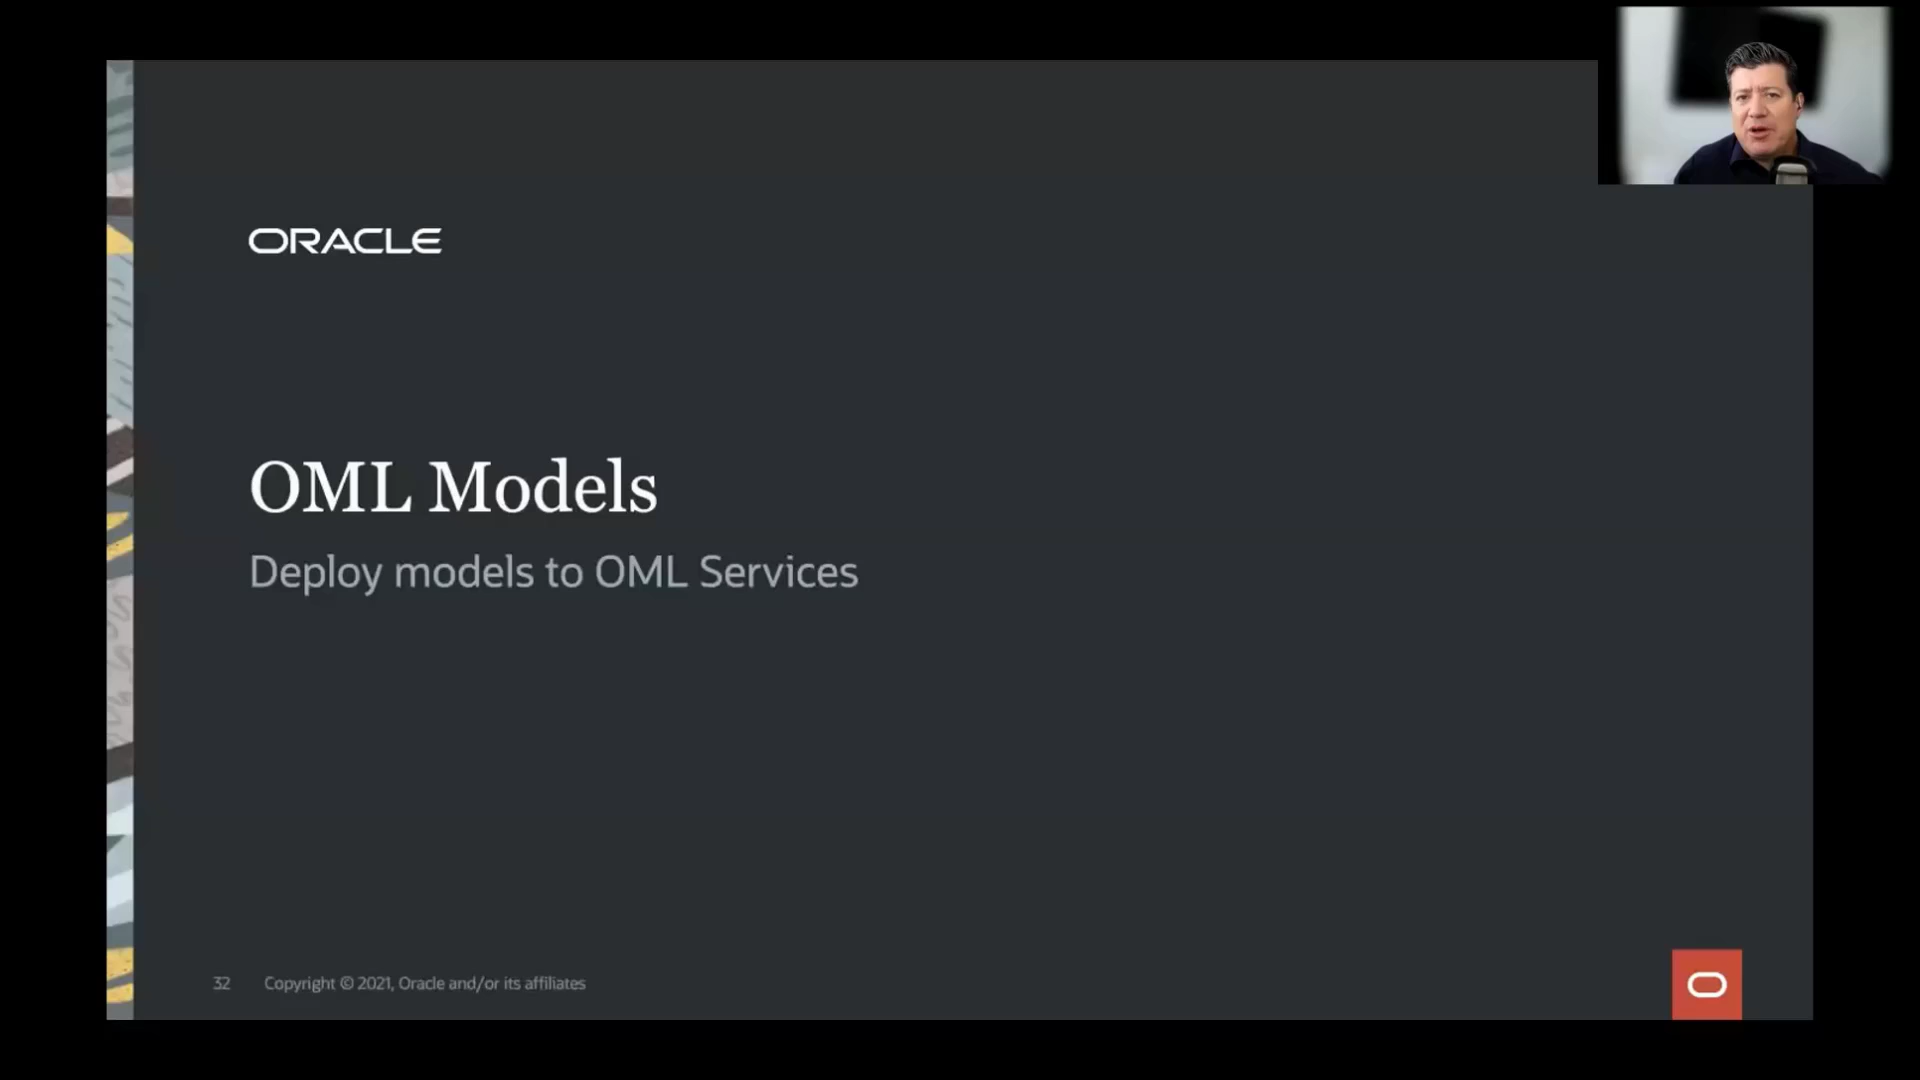 ORACLE
OML Models
Deploy models to OML Services
32 Copyright © 2021, Oracle and/or its affiliates